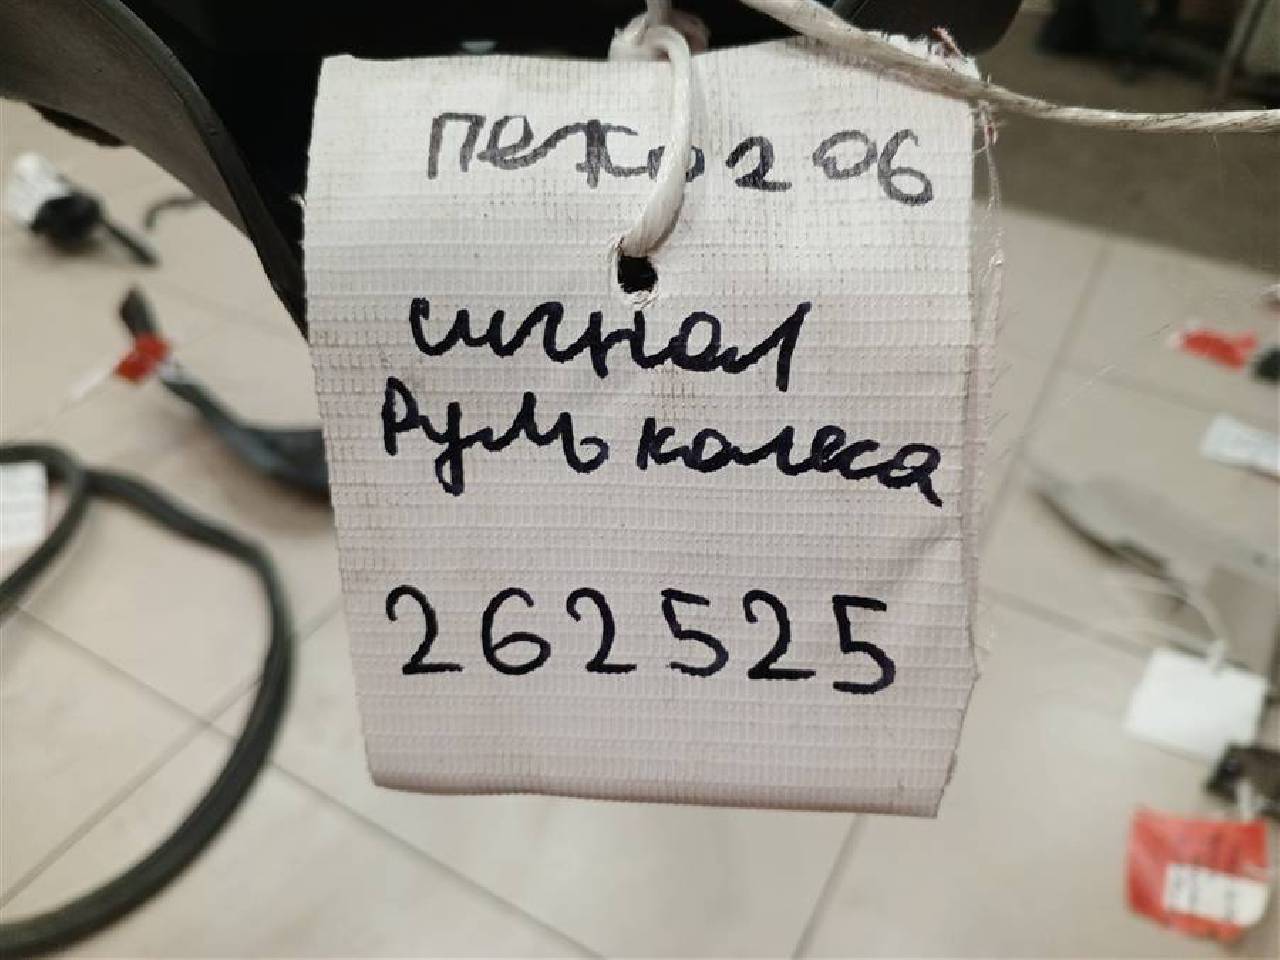 пежо 206
сигнал
Руль колеса
262525